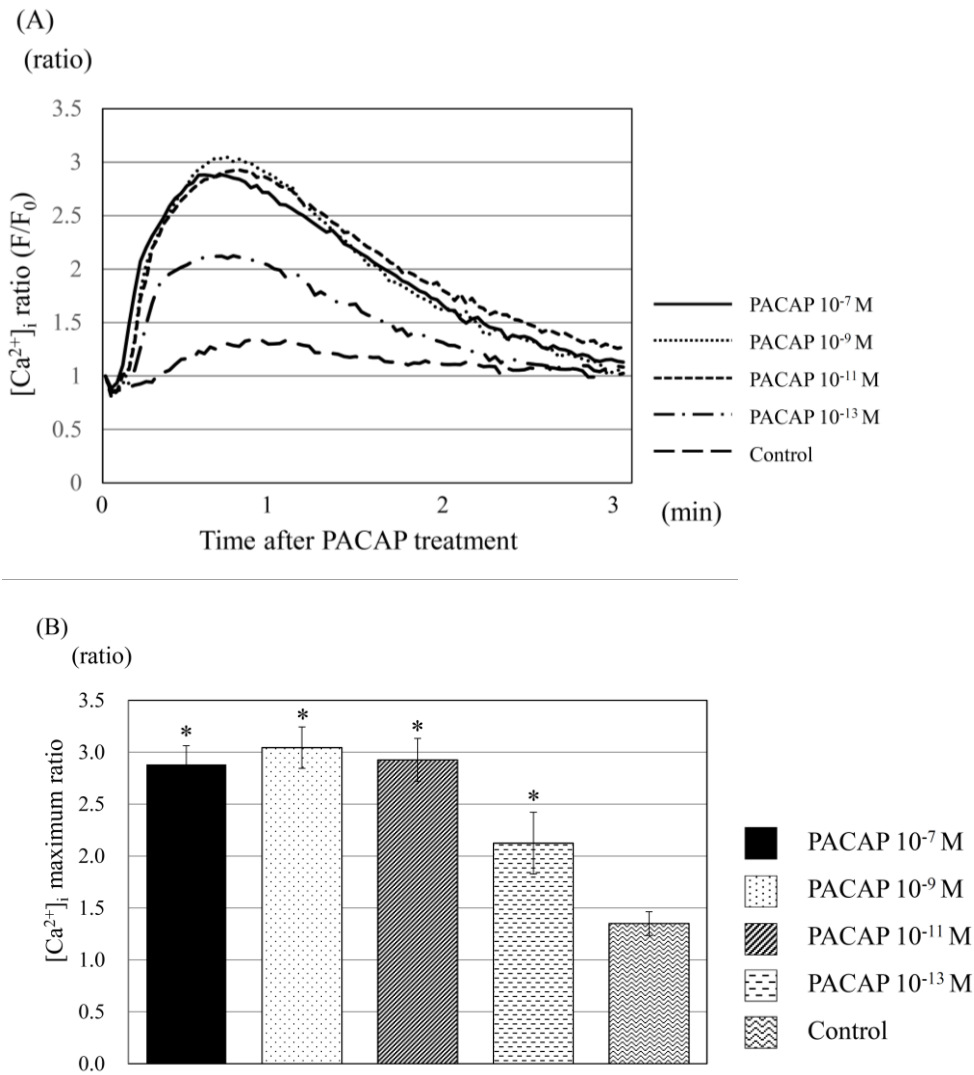 (A)
(ratio)
[Ca²⁺]ᵢ ratio (F/F₀)
3.5
3
2.5
2
1.5
1
0.5
0
0 1 2 3
(min)
Time after PACAP treatment
PACAP 10⁻⁷ M
PACAP 10⁻⁹ M
PACAP 10⁻¹¹ M
PACAP 10⁻¹³ M
Control
(B)
(ratio)
[Ca²⁺]ᵢ maximum ratio
3.5
3.0
2.5
2.0
1.5
1.0
0.5
0.0
* * * *
PACAP 10⁻⁷ M
PACAP 10⁻⁹ M
PACAP 10⁻¹¹ M
PACAP 10⁻¹³ M
Control